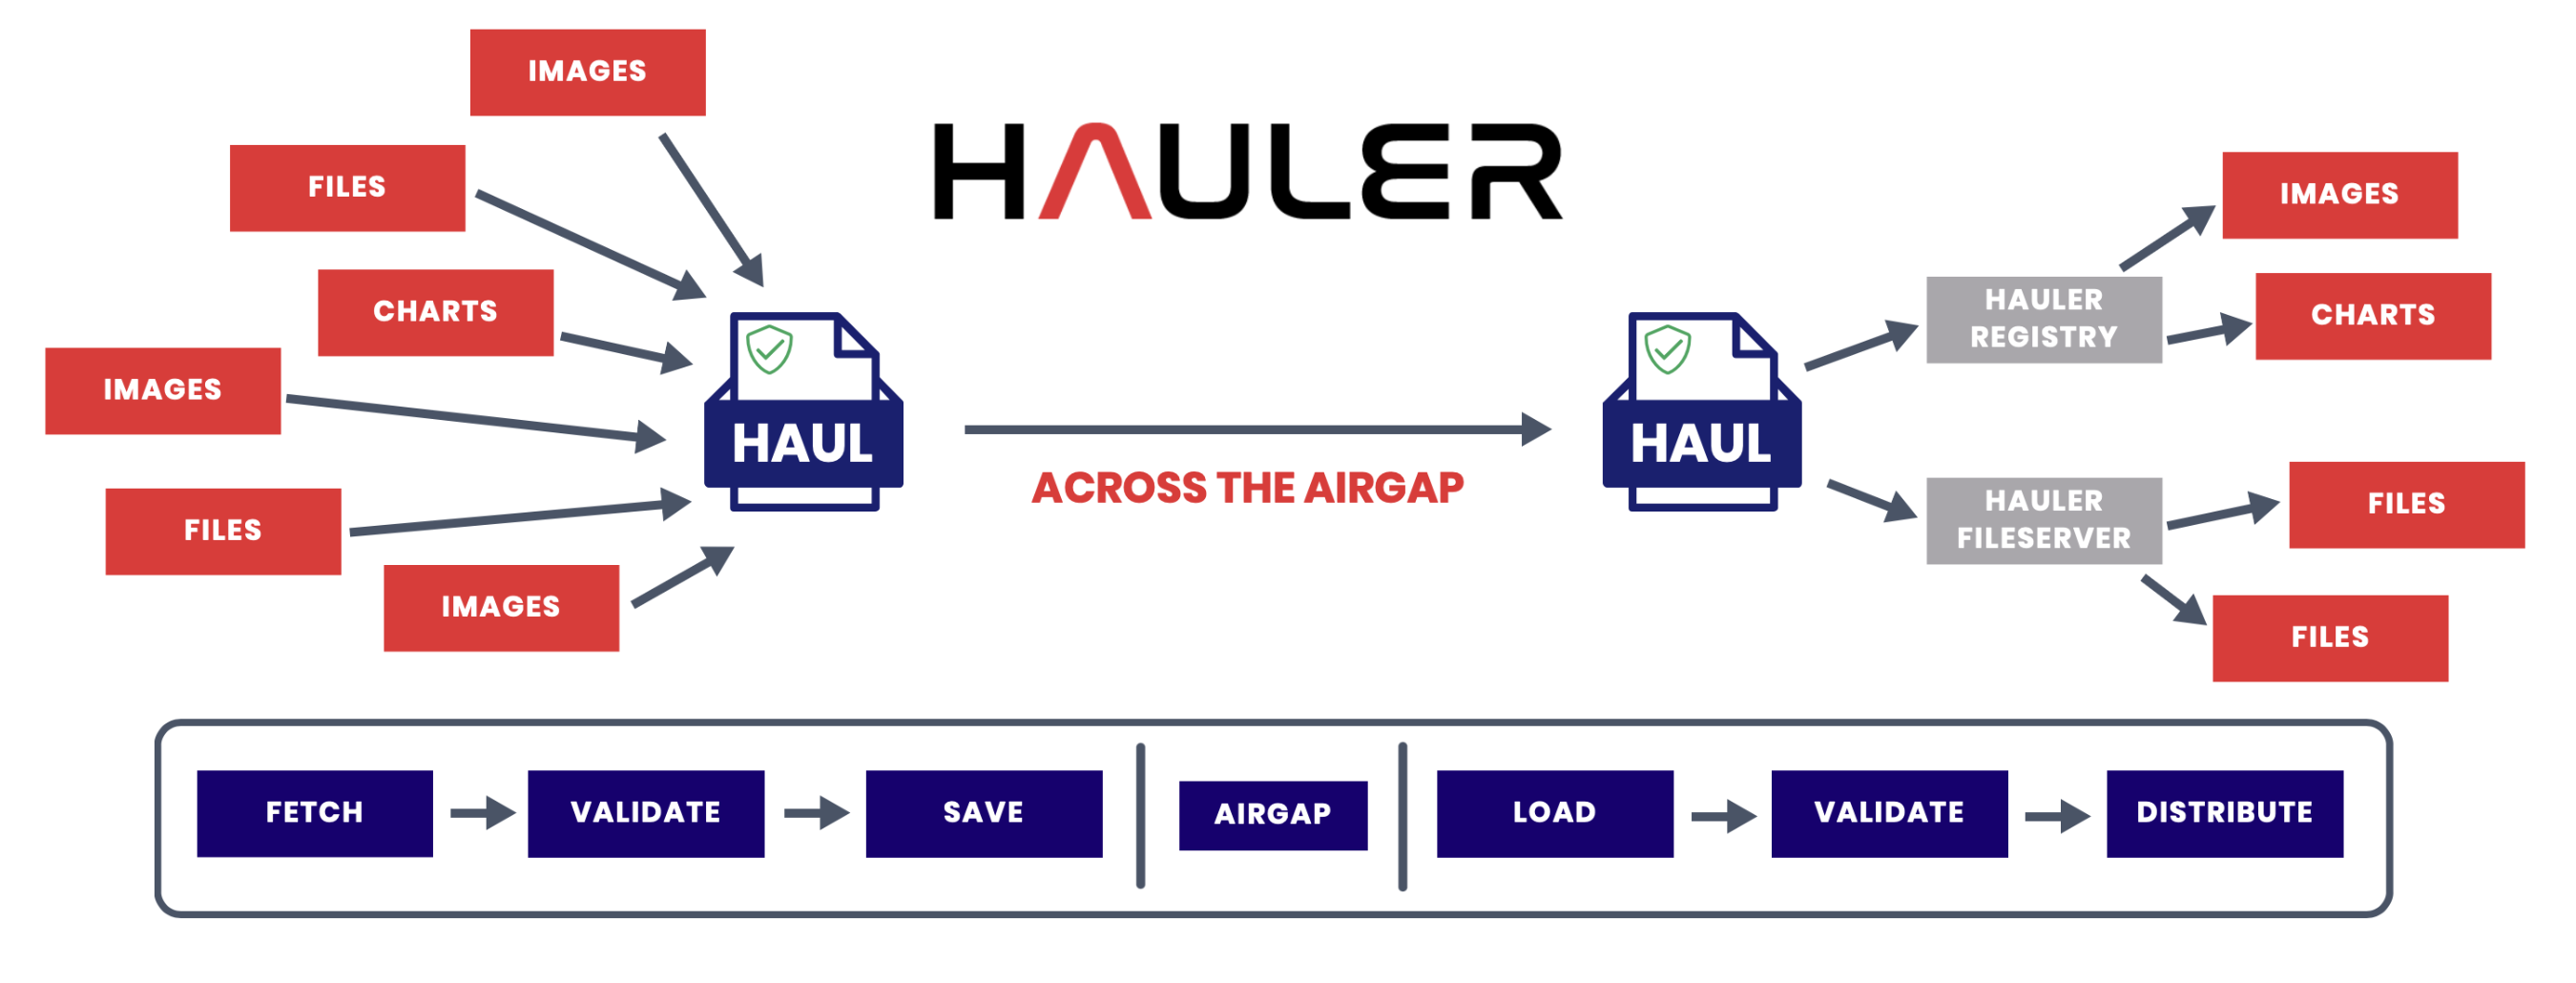 IMAGES
FILES
CHARTS
IMAGES
FILES
IMAGES
HAULER
HAUL
ACROSS THE AIRGAP
HAUL
HAULER
REGISTRY
HAULER
FILESERVER
IMAGES
CHARTS
FILES
FILES
FETCH
VALIDATE
SAVE
AIRGAP
LOAD
VALIDATE
DISTRIBUTE